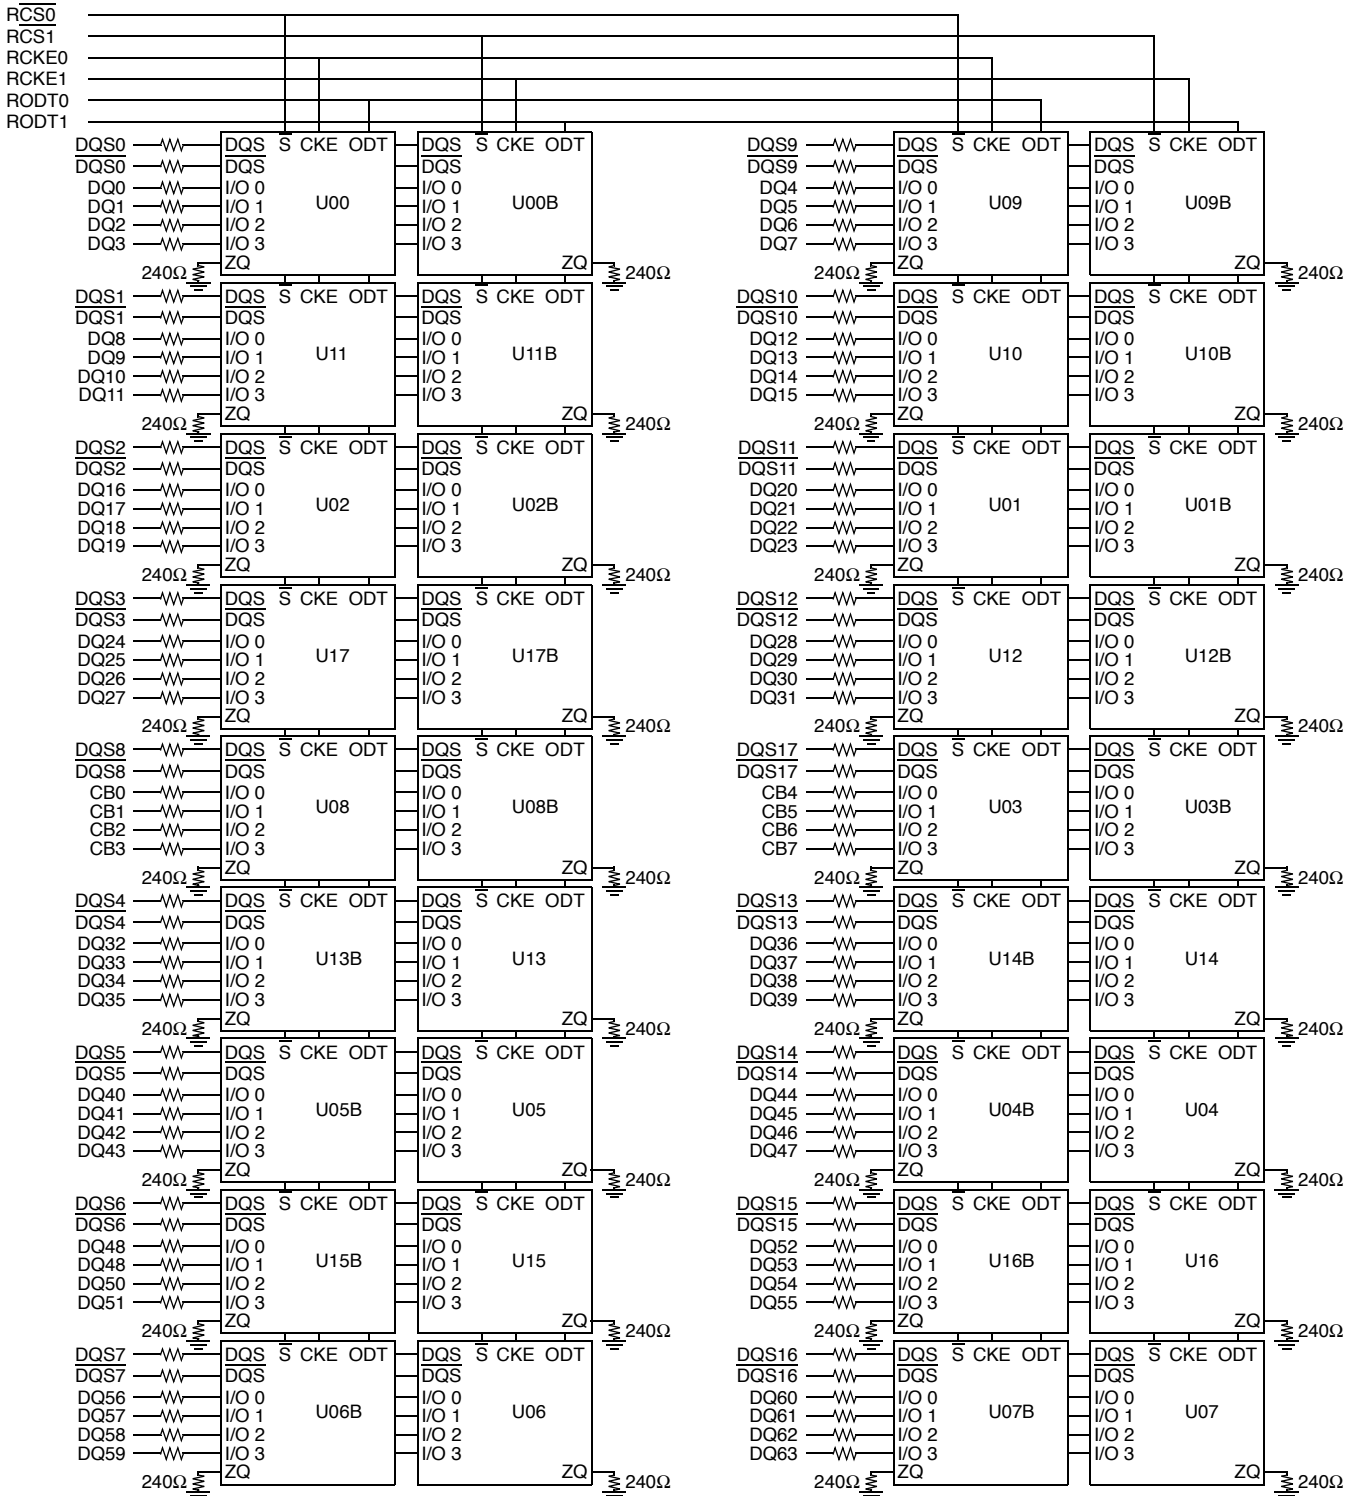 RCS0
RCS1
RCKE0
RCKE1
RODT0
RODT1
DQS0 DQS S CKE ODT DQS S CKE ODT DQS9 DQS S CKE ODT DQS S CKE ODT
DQS0 DQS DQS DQS9 DQS DQS
DQ0 I/O 0 I/O 0 DQ4 I/O 0 I/O 0
DQ1 I/O 1 U00 I/O 1 U00B DQ5 I/O 1 U09 I/O 1 U09B
DQ2 I/O 2 I/O 2 DQ6 I/O 2 I/O 2
DQ3 I/O 3 I/O 3 DQ7 I/O 3 I/O 3
ZQ ZQ ZQ ZQ
240Ω 240Ω 240Ω 240Ω
DQS1 DQS S CKE ODT DQS S CKE ODT DQS10 DQS S CKE ODT DQS S CKE ODT
DQS1 DQS DQS DQS10 DQS DQS
DQ8 I/O 0 I/O 0 DQ12 I/O 0 I/O 0
DQ9 I/O 1 U11 I/O 1 U11B DQ13 I/O 1 U10 I/O 1 U10B
DQ10 I/O 2 I/O 2 DQ14 I/O 2 I/O 2
DQ11 I/O 3 I/O 3 DQ15 I/O 3 I/O 3
ZQ ZQ ZQ ZQ
240Ω 240Ω 240Ω 240Ω
DQS2 DQS S CKE ODT DQS S CKE ODT DQS11 DQS S CKE ODT DQS S CKE ODT
DQS2 DQS DQS DQS11 DQS DQS
DQ16 I/O 0 I/O 0 DQ20 I/O 0 I/O 0
DQ17 I/O 1 U02 I/O 1 U02B DQ21 I/O 1 U01 I/O 1 U01B
DQ18 I/O 2 I/O 2 DQ22 I/O 2 I/O 2
DQ19 I/O 3 I/O 3 DQ23 I/O 3 I/O 3
ZQ ZQ ZQ ZQ
240Ω 240Ω 240Ω 240Ω
DQS3 DQS S CKE ODT DQS S CKE ODT DQS12 DQS S CKE ODT DQS S CKE ODT
DQS3 DQS DQS DQS12 DQS DQS
DQ24 I/O 0 I/O 0 DQ28 I/O 0 I/O 0
DQ25 I/O 1 U17 I/O 1 U17B DQ29 I/O 1 U12 I/O 1 U12B
DQ26 I/O 2 I/O 2 DQ30 I/O 2 I/O 2
DQ27 I/O 3 I/O 3 DQ31 I/O 3 I/O 3
ZQ ZQ ZQ ZQ
240Ω 240Ω 240Ω 240Ω
DQS8 DQS S CKE ODT DQS S CKE ODT DQS17 DQS S CKE ODT DQS S CKE ODT
DQS8 DQS DQS DQS17 DQS DQS
CB0 I/O 0 I/O 0 CB4 I/O 0 I/O 0
CB1 I/O 1 U08 I/O 1 U08B CB5 I/O 1 U03 I/O 1 U03B
CB2 I/O 2 I/O 2 CB6 I/O 2 I/O 2
CB3 I/O 3 I/O 3 CB7 I/O 3 I/O 3
ZQ ZQ ZQ ZQ
240Ω 240Ω 240Ω 240Ω
DQS4 DQS S CKE ODT DQS S CKE ODT DQS13 DQS S CKE ODT DQS S CKE ODT
DQS4 DQS DQS DQS13 DQS DQS
DQ32 I/O 0 I/O 0 DQ36 I/O 0 I/O 0
DQ33 I/O 1 U13B I/O 1 U13 DQ37 I/O 1 U14B I/O 1 U14
DQ34 I/O 2 I/O 2 DQ38 I/O 2 I/O 2
DQ35 I/O 3 I/O 3 DQ39 I/O 3 I/O 3
ZQ ZQ ZQ ZQ
240Ω 240Ω 240Ω 240Ω
DQS5 DQS S CKE ODT DQS S CKE ODT DQS14 DQS S CKE ODT DQS S CKE ODT
DQS5 DQS DQS DQS14 DQS DQS
DQ40 I/O 0 I/O 0 DQ44 I/O 0 I/O 0
DQ41 I/O 1 U05B I/O 1 U05 DQ45 I/O 1 U04B I/O 1 U04
DQ42 I/O 2 I/O 2 DQ46 I/O 2 I/O 2
DQ43 I/O 3 I/O 3 DQ47 I/O 3 I/O 3
ZQ ZQ ZQ ZQ
240Ω 240Ω 240Ω 240Ω
DQS6 DQS S CKE ODT DQS S CKE ODT DQS15 DQS S CKE ODT DQS S CKE ODT
DQS6 DQS DQS DQS15 DQS DQS
DQ48 I/O 0 I/O 0 DQ52 I/O 0 I/O 0
DQ48 I/O 1 U15B I/O 1 U15 DQ53 I/O 1 U16B I/O 1 U16
DQ50 I/O 2 I/O 2 DQ54 I/O 2 I/O 2
DQ51 I/O 3 I/O 3 DQ55 I/O 3 I/O 3
ZQ ZQ ZQ ZQ
240Ω 240Ω 240Ω 240Ω
DQS7 DQS S CKE ODT DQS S CKE ODT DQS16 DQS S CKE ODT DQS S CKE ODT
DQS7 DQS DQS DQS16 DQS DQS
DQ56 I/O 0 I/O 0 DQ60 I/O 0 I/O 0
DQ57 I/O 1 U06B I/O 1 U06 DQ61 I/O 1 U07B I/O 1 U07
DQ58 I/O 2 I/O 2 DQ62 I/O 2 I/O 2
DQ59 I/O 3 I/O 3 DQ63 I/O 3 I/O 3
ZQ ZQ ZQ ZQ
240Ω 240Ω 240Ω 240Ω